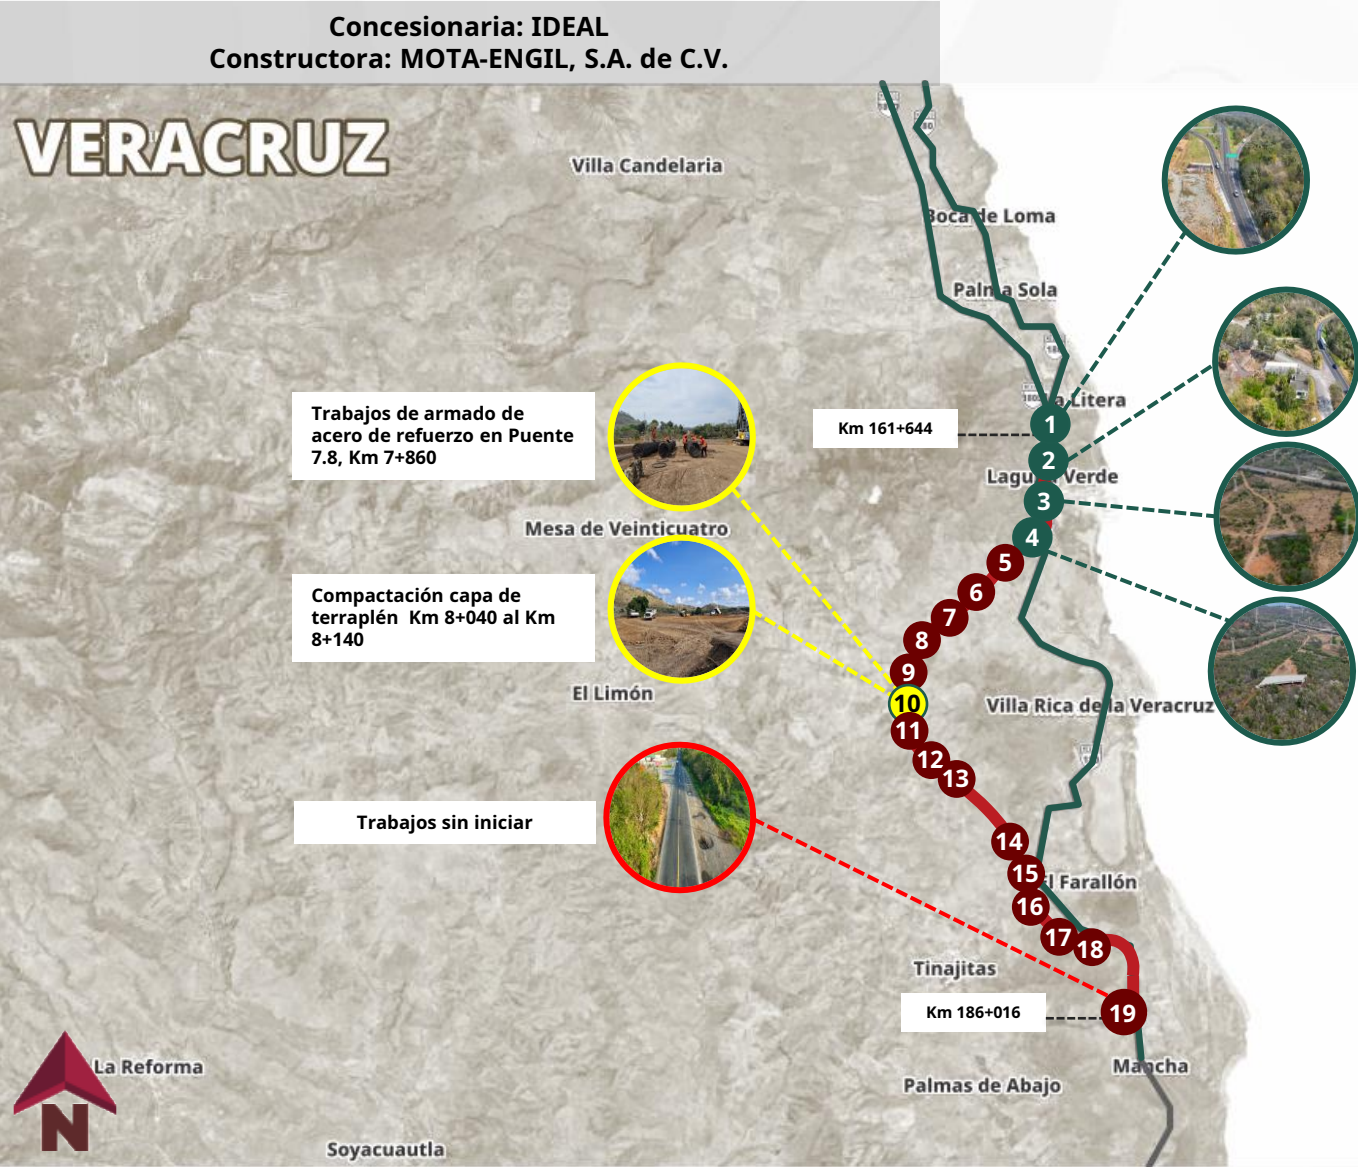 Concesionaria: IDEAL
Constructora: MOTA-ENGIL, S.A. de C.V.
VERACRUZ
Villa Candelaria
Boca de Loma
Palma Sola
La Litera
Trabajos de armado de
acero de refuerzo en Puente
7.8, Km 7+860
Km 161+644
1
2
Laguna Verde
3
Mesa de Veinticuatro
4
5
6
Compactación capa de
terraplén Km 8+040 al Km
8+140
7
8
9
El Limón
10
Villa Rica de la Veracruz
11
12
13
Trabajos sin iniciar
14
15
El Farallón
16
17
18
Tinajitas
Km 186+016
19
Mancha
La Reforma
Palmas de Abajo
N
Soyacuautla